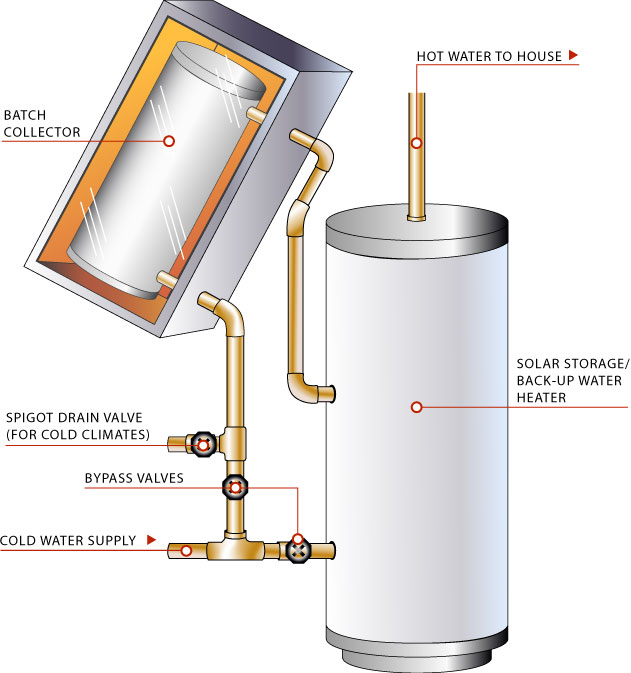 HOT WATER TO HOUSE
BATCH
COLLECTOR
SOLAR STORAGE/
BACK-UP WATER
HEATER
SPIGOT DRAIN VALVE
(FOR COLD CLIMATES)
BYPASS VALVES
COLD WATER SUPPLY